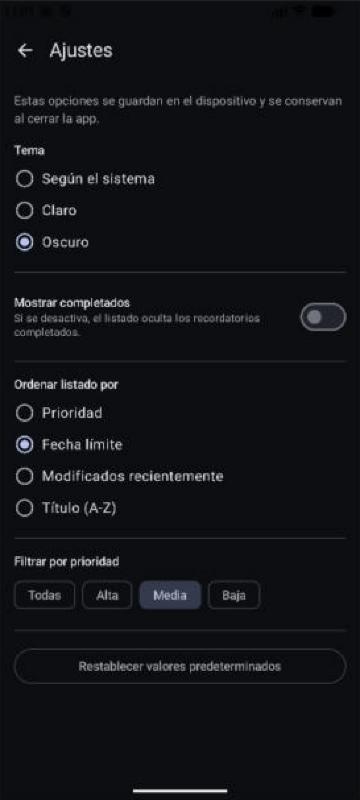 Ajustes
Estas opciones se guardan en el dispositivo y se conservan
al cerrar la app.
Tema
Según el sistema
Claro
Oscuro
Mostrar completados
Si se desactiva, el listado oculta los recordatorios
completados.
Ordenar listado por
Prioridad
Fecha límite
Modificados recientemente
Título (A-Z)
Filtrar por prioridad
Todas Alta Media Baja
Restablecer valores predeterminados